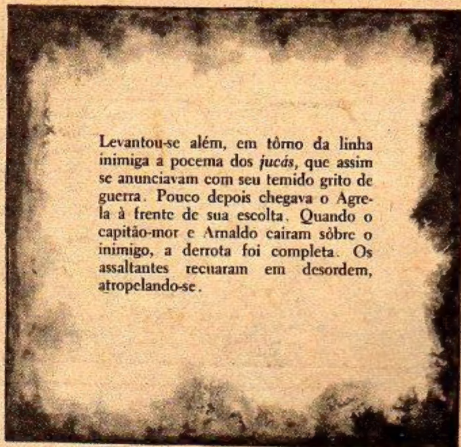 Levantou-se além, em tôrno da linha
inimiga a pocema dos jucás, que assim
se anunciavam com seu temido grito de
guerra. Pouco depois chegava o Agre-
la à frente de sua escolta. Quando o
capitão-mor e Arnaldo cairam sôbre o
inimigo, a derrota foi completa. Os
assaltantes recuaram em desordem,
atropelando-se.